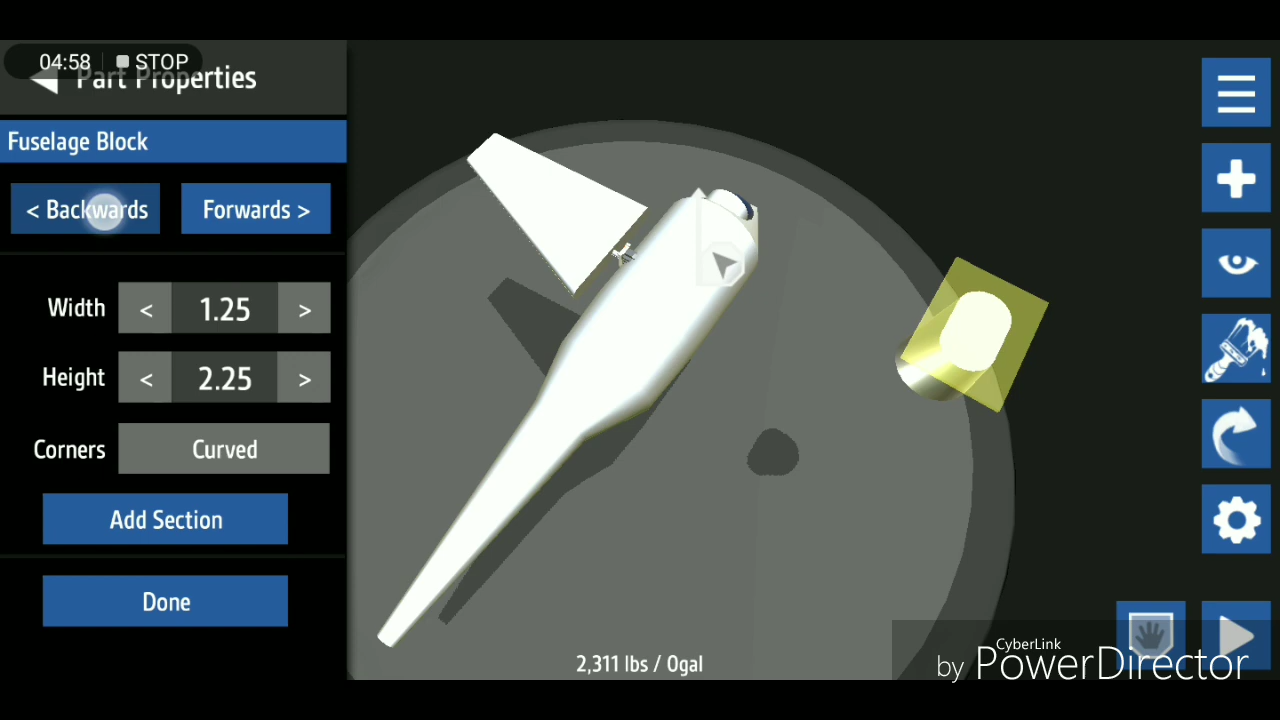 04:58 STOP
Part Properties
Fuselage Block
< Backwards
Forwards >
Width < 1.25 >
Height < 2.25 >
Corners Curved
Add Section
Done
2,311 lbs / 0gal
CyberLink
by PowerDirector